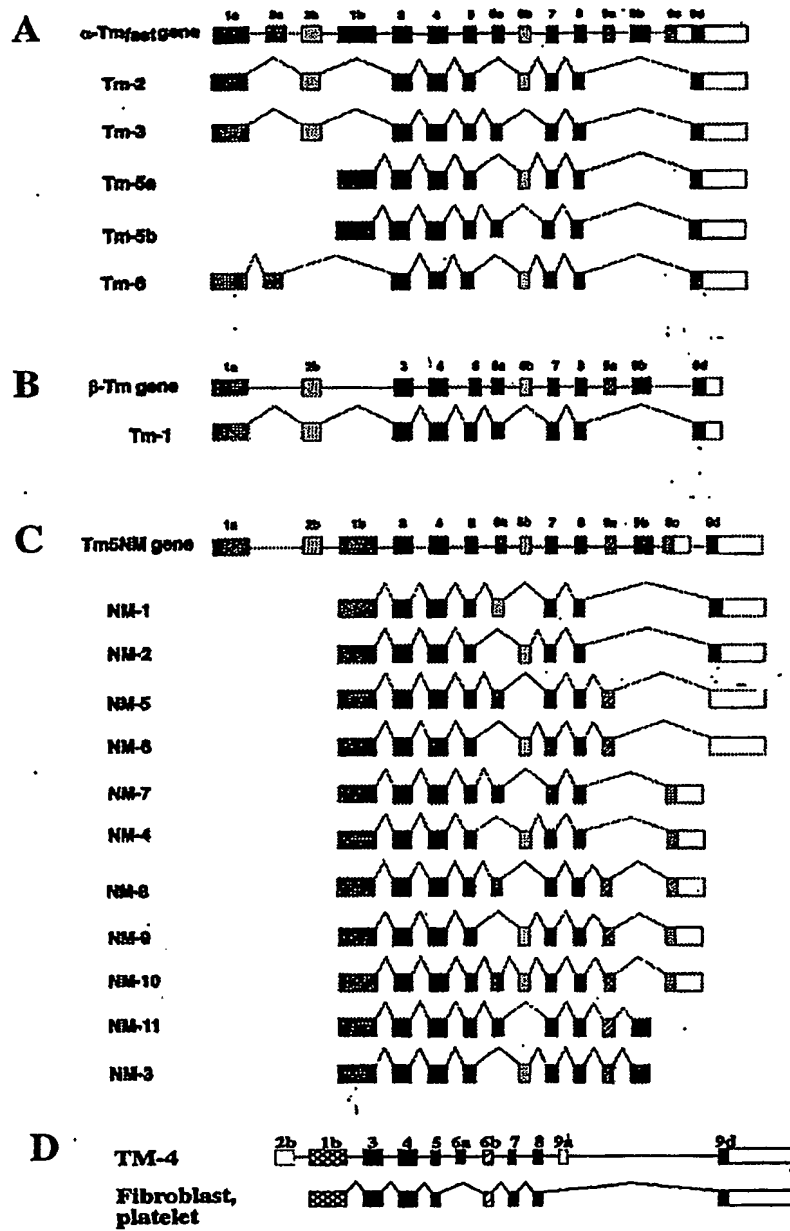 A
1a 2a 2b 1b 3 4 5 6a 6b 7 8 9a 9b 9c 9d
α-Tmfast gene
Tm-2
Tm-3
Tm-5a
Tm-5b
Tm-6
B
1a 2b 3 4 5 6a 6b 7 8 9a 9b 9d
β-Tm gene
Tm-1
C
1a 2b 1b 3 4 5 6a 6b 7 8 9a 9b 9c 9d
Tm5NM gene
NM-1
NM-2
NM-5
NM-6
NM-7
NM-4
NM-8
NM-9
NM-10
NM-11
NM-3
D
2b 1b 3 4 5 6a 6b 7 8 9A 9d
TM-4
Fibroblast,
platelet